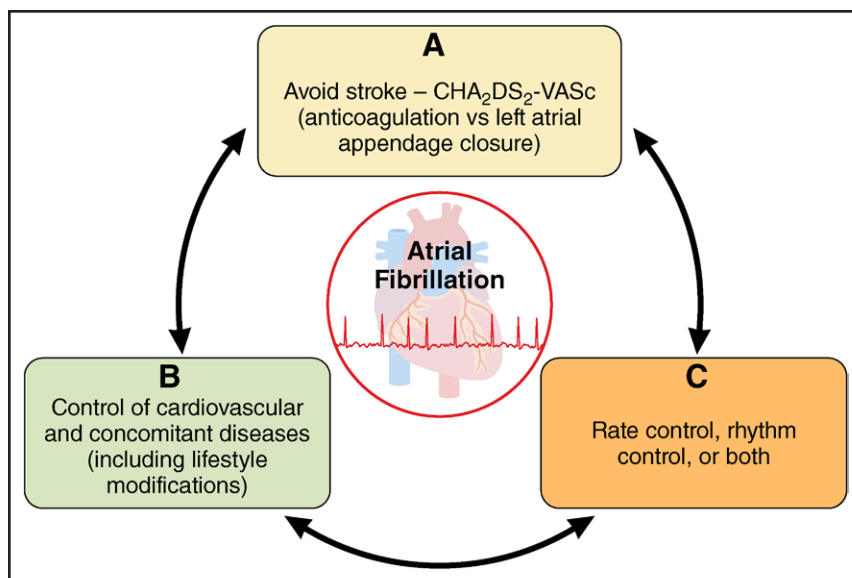 A
Avoid stroke – CHA₂DS₂-VASc
(anticoagulation vs left atrial
appendage closure)
Atrial
Fibrillation
B
Control of cardiovascular
and concomitant diseases
(including lifestyle
modifications)
C
Rate control, rhythm
control, or both